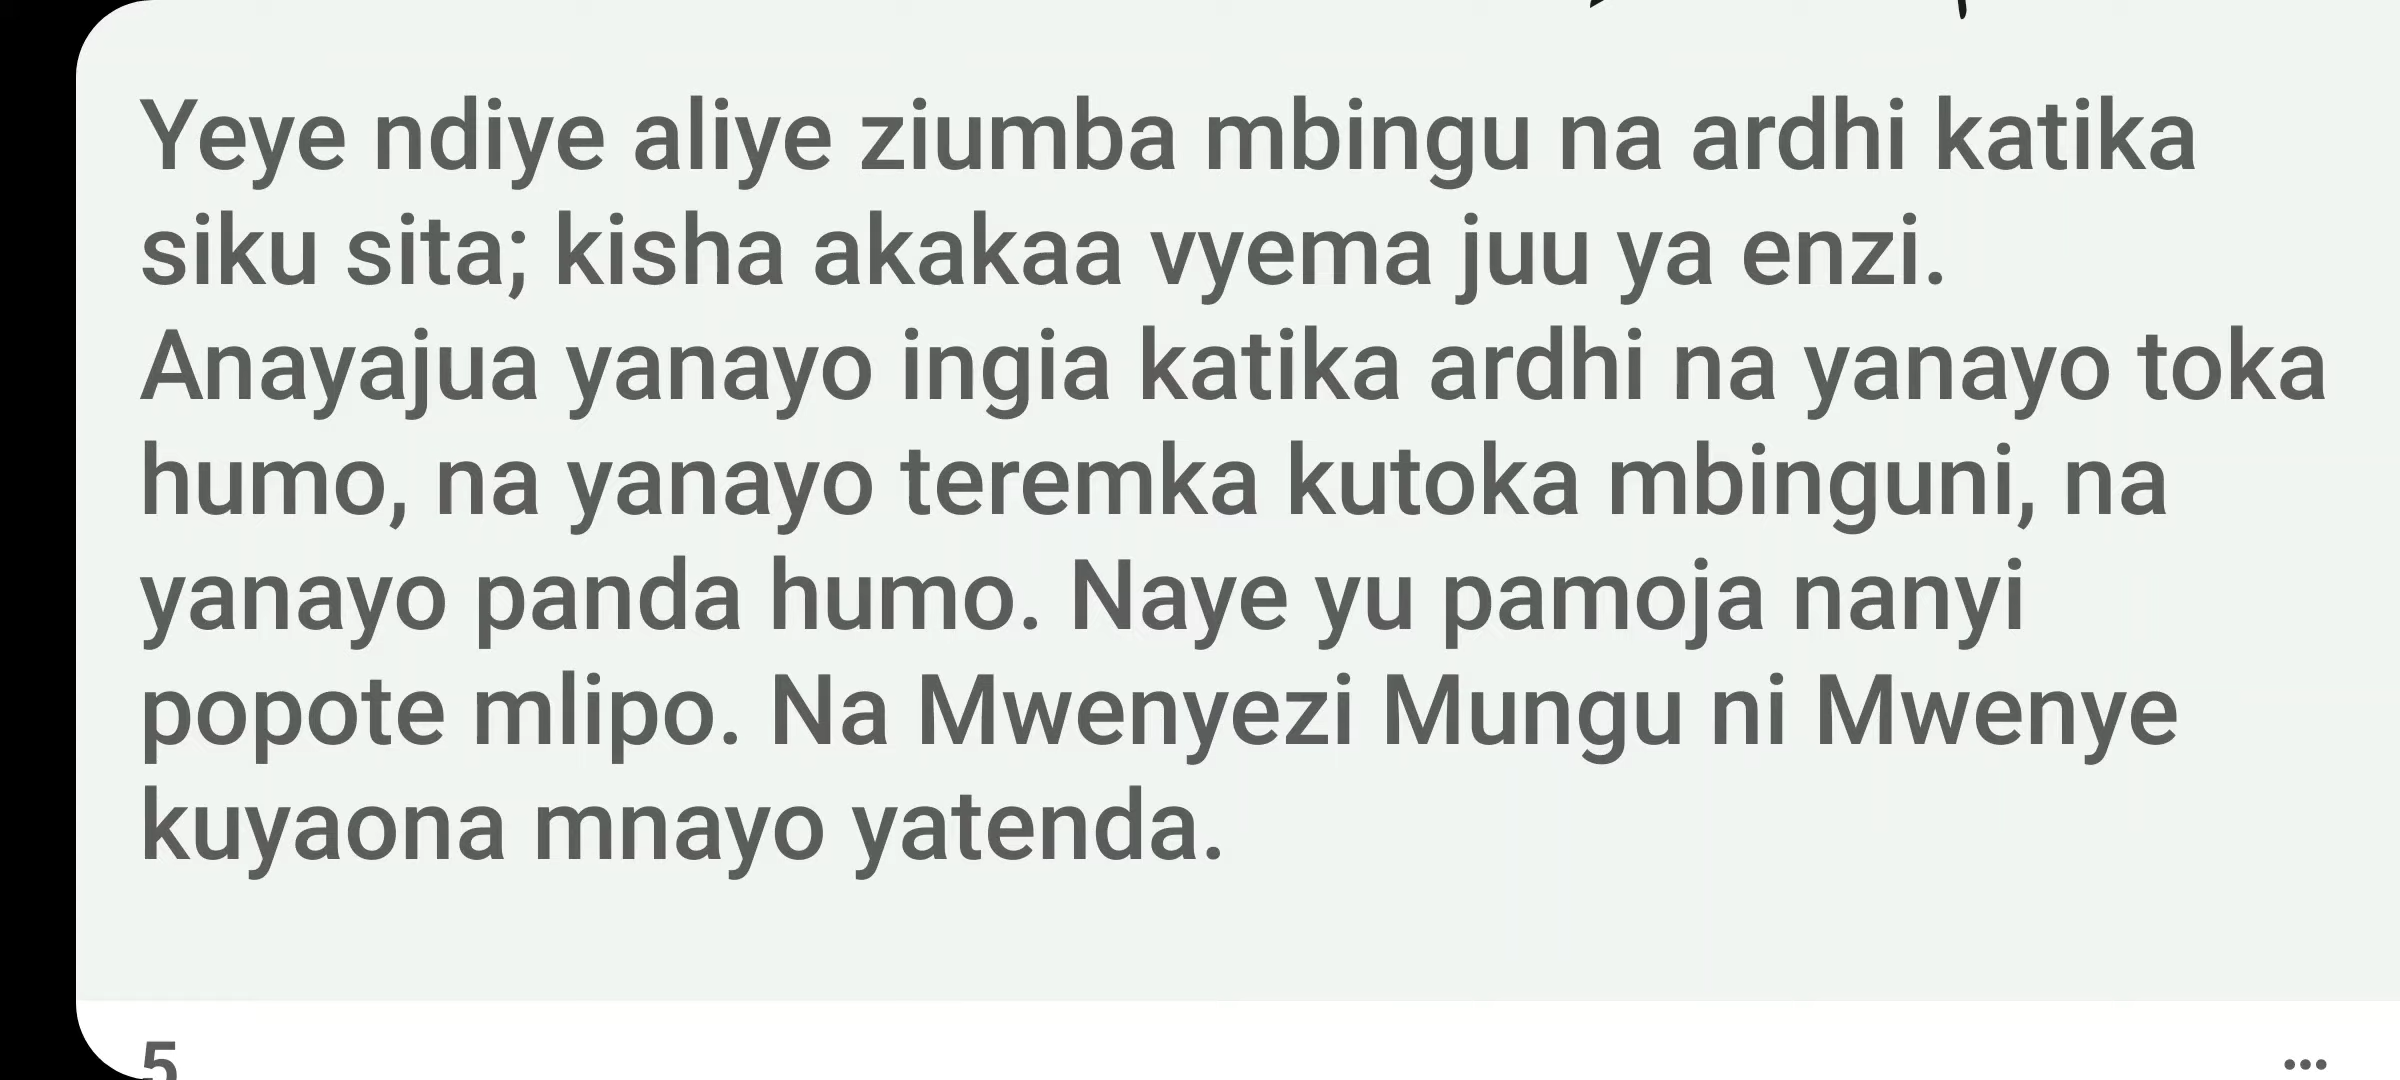 Yeye ndiye aliye ziumba mbingu na ardhi katika
siku sita; kisha akakaa vyema juu ya enzi.
Anayajua yanayo ingia katika ardhi na yanayo toka
humo, na yanayo teremka kutoka mbinguni, na
yanayo panda humo. Naye yu pamoja nanyi
popote mlipo. Na Mwenyezi Mungu ni Mwenye
kuyaona mnayo yatenda.
5